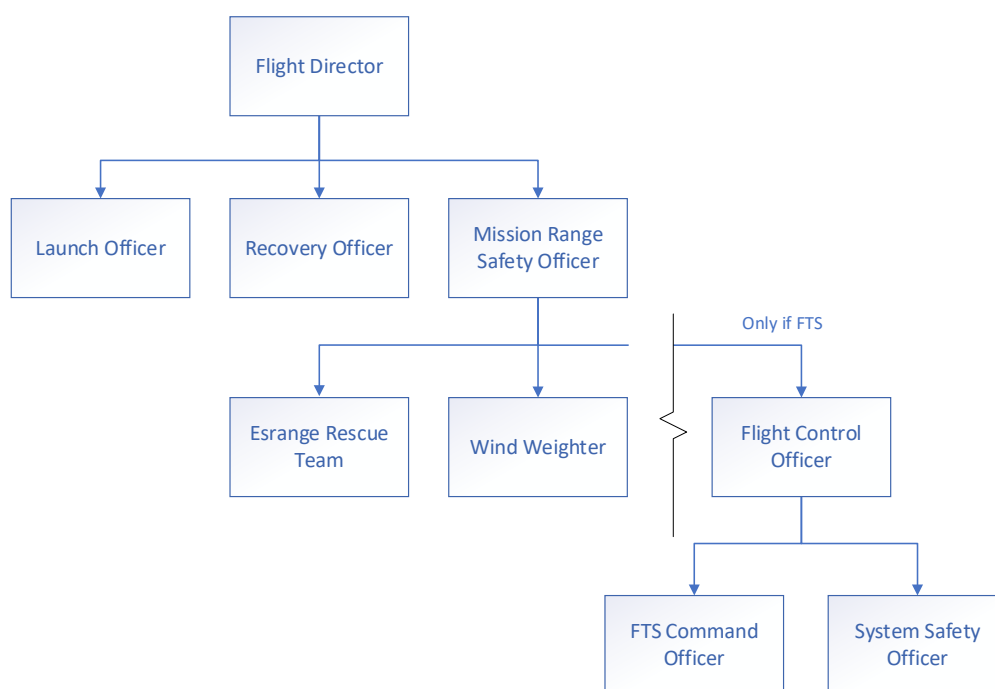 Flight Director
Launch Officer
Recovery Officer
Mission Range
Safety Officer
Only if FTS
Esrange Rescue
Team
Wind Weighter
Flight Control
Officer
FTS Command
Officer
System Safety
Officer